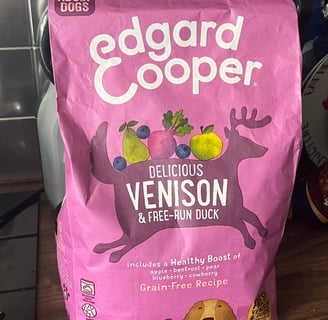 DOGS
edgard
Cooper®
DELICIOUS
VENISON
& FREE-RUN DUCK
Includes a Healthy Boost of
apple • beetroot • pear
blueberry • cowberry
Grain-Free Recipe